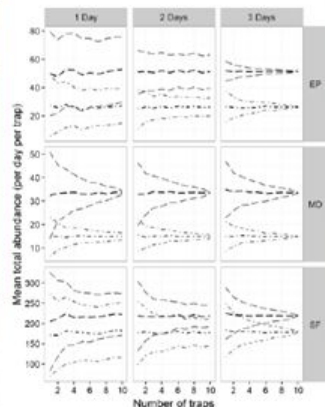 1 Day 2 Days 3 Days
Mean total abundance (per day per trap)
80
60
40
20
0
EP
50
40
30
20
10
MD
300
250
200
150
100
SF
2 4 6 8 10 2 4 6 8 10 2 4 6 8 10
Number of traps